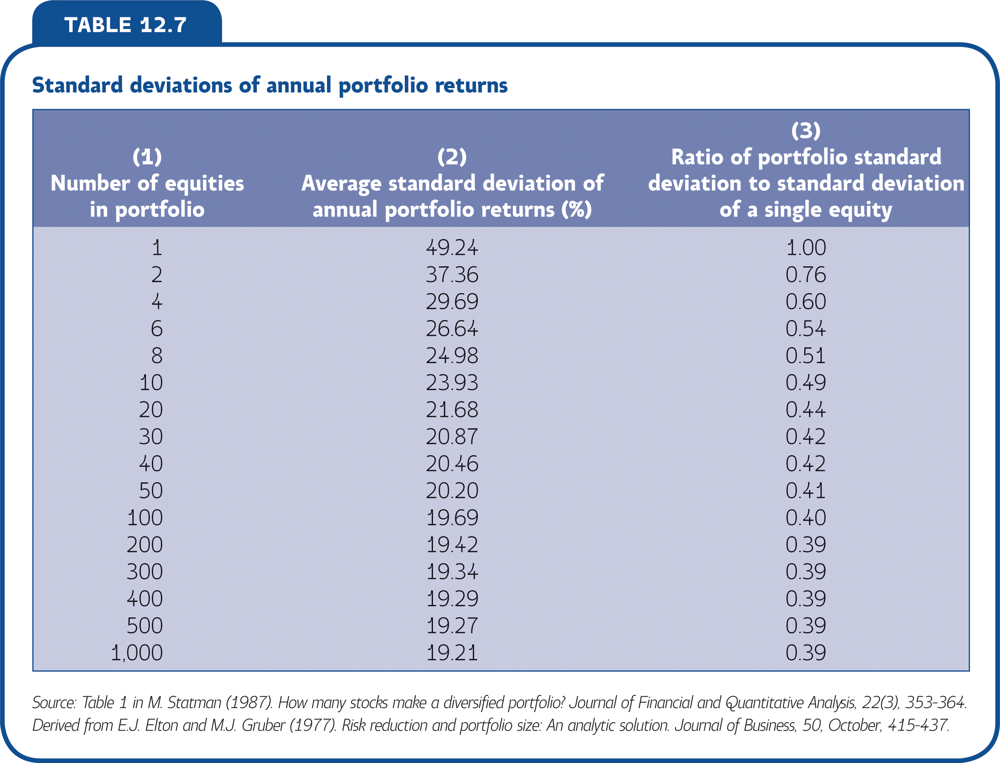 TABLE 12.7
Standard deviations of annual portfolio returns
(1)
Number of equities
in portfolio
(2)
Average standard deviation of
annual portfolio returns (%)
(3)
Ratio of portfolio standard
deviation to standard deviation
of a single equity
1 49.24 1.00
2 37.36 0.76
4 29.69 0.60
6 26.64 0.54
8 24.98 0.51
10 23.93 0.49
20 21.68 0.44
30 20.87 0.42
40 20.46 0.42
50 20.20 0.41
100 19.69 0.40
200 19.42 0.39
300 19.34 0.39
400 19.29 0.39
500 19.27 0.39
1,000 19.21 0.39
Source: Table 1 in M. Statman (1987). How many stocks make a diversified portfolio? Journal of Financial and Quantitative Analysis, 22(3), 353–364.
Derived from E.J. Elton and M.J. Gruber (1977). Risk reduction and portfolio size: An analytic solution. Journal of Business, 50, October, 415–437.